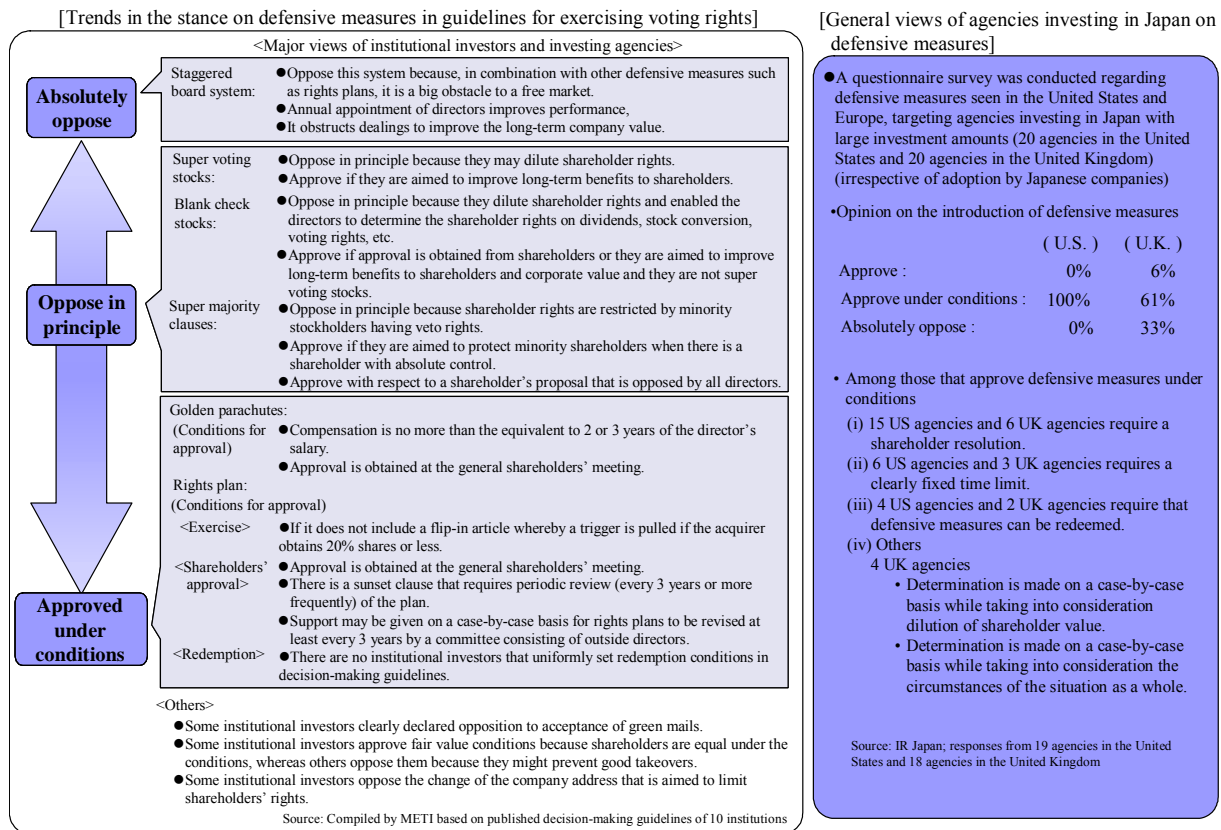 [Trends in the stance on defensive measures in guidelines for exercising voting rights]
<Major views of institutional investors and investing agencies>
Absolutely
oppose
Staggered
board system:
●Oppose this system because, in combination with other defensive measures such
as rights plans, it is a big obstacle to a free market.
●Annual appointment of directors improves performance,
●It obstructs dealings to improve the long-term company value.
Oppose in
principle
Super voting
stocks:
●Oppose in principle because they may dilute shareholder rights.
●Approve if they are aimed to improve long-term benefits to shareholders.
Blank check
stocks:
●Oppose in principle because they dilute shareholder rights and enabled the
directors to determine the shareholder rights on dividends, stock conversion,
voting rights, etc.
●Approve if approval is obtained from shareholders or they are aimed to improve
long-term benefits to shareholders and corporate value and they are not super
voting stocks.
Super majority
clauses:
●Oppose in principle because shareholder rights are restricted by minority
stockholders having veto rights.
●Approve if they are aimed to protect minority shareholders when there is a
shareholder with absolute control.
●Approve with respect to a shareholder's proposal that is opposed by all directors.
Approved
under
conditions
Golden parachutes:
(Conditions for
approval)
●Compensation is no more than the equivalent to 2 or 3 years of the director's
salary.
●Approval is obtained at the general shareholders' meeting.
Rights plan:
(Conditions for approval)
<Exercise>
●If it does not include a flip-in article whereby a trigger is pulled if the acquirer
obtains 20% shares or less.
<Shareholders'
approval>
●Approval is obtained at the general shareholders' meeting.
●There is a sunset clause that requires periodic review (every 3 years or more
frequently) of the plan.
●Support may be given on a case-by-case basis for rights plans to be revised at
least every 3 years by a committee consisting of outside directors.
<Redemption>
●There are no institutional investors that uniformly set redemption conditions in
decision-making guidelines.
<Others>
●Some institutional investors clearly declared opposition to acceptance of green mails.
●Some institutional investors approve fair value conditions because shareholders are equal under the
conditions, whereas others oppose them because they might prevent good takeovers.
●Some institutional investors oppose the change of the company address that is aimed to limit
shareholders' rights.
Source: Compiled by METI based on published decision-making guidelines of 10 institutions
[General views of agencies investing in Japan on
defensive measures]
●A questionnaire survey was conducted regarding
defensive measures seen in the United States and
Europe, targeting agencies investing in Japan with
large investment amounts (20 agencies in the United
States and 20 agencies in the United Kingdom)
(irrespective of adoption by Japanese companies)
•Opinion on the introduction of defensive measures
( U.S. ) ( U.K. )
Approve : 0% 6%
Approve under conditions : 100% 61%
Absolutely oppose : 0% 33%
• Among those that approve defensive measures under
conditions
(i) 15 US agencies and 6 UK agencies require a
shareholder resolution.
(ii) 6 US agencies and 3 UK agencies requires a
clearly fixed time limit.
(iii) 4 US agencies and 2 UK agencies require that
defensive measures can be redeemed.
(iv) Others
4 UK agencies
• Determination is made on a case-by-case
basis while taking into consideration
dilution of shareholder value.
• Determination is made on a case-by-case
basis while taking into consideration the
circumstances of the situation as a whole.
Source: IR Japan; responses from 19 agencies in the United
States and 18 agencies in the United Kingdom